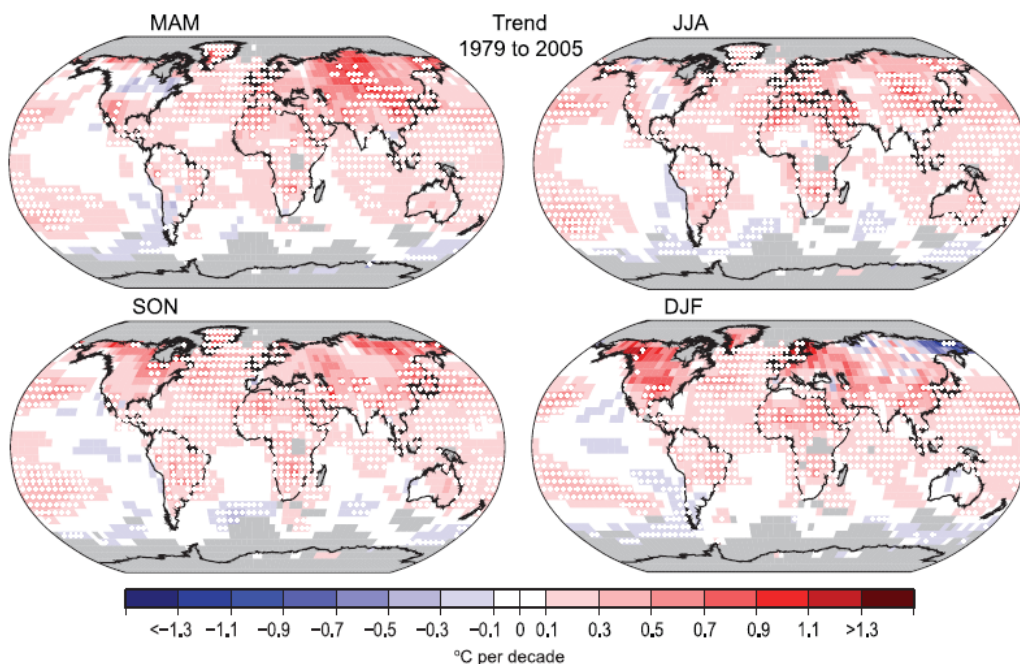 MAM
Trend
1979 to 2005
JJA
SON
DJF
<−1.3 −1.1 −0.9 −0.7 −0.5 −0.3 −0.1 0 0.1 0.3 0.5 0.7 0.9 1.1 >1.3
ºC per decade